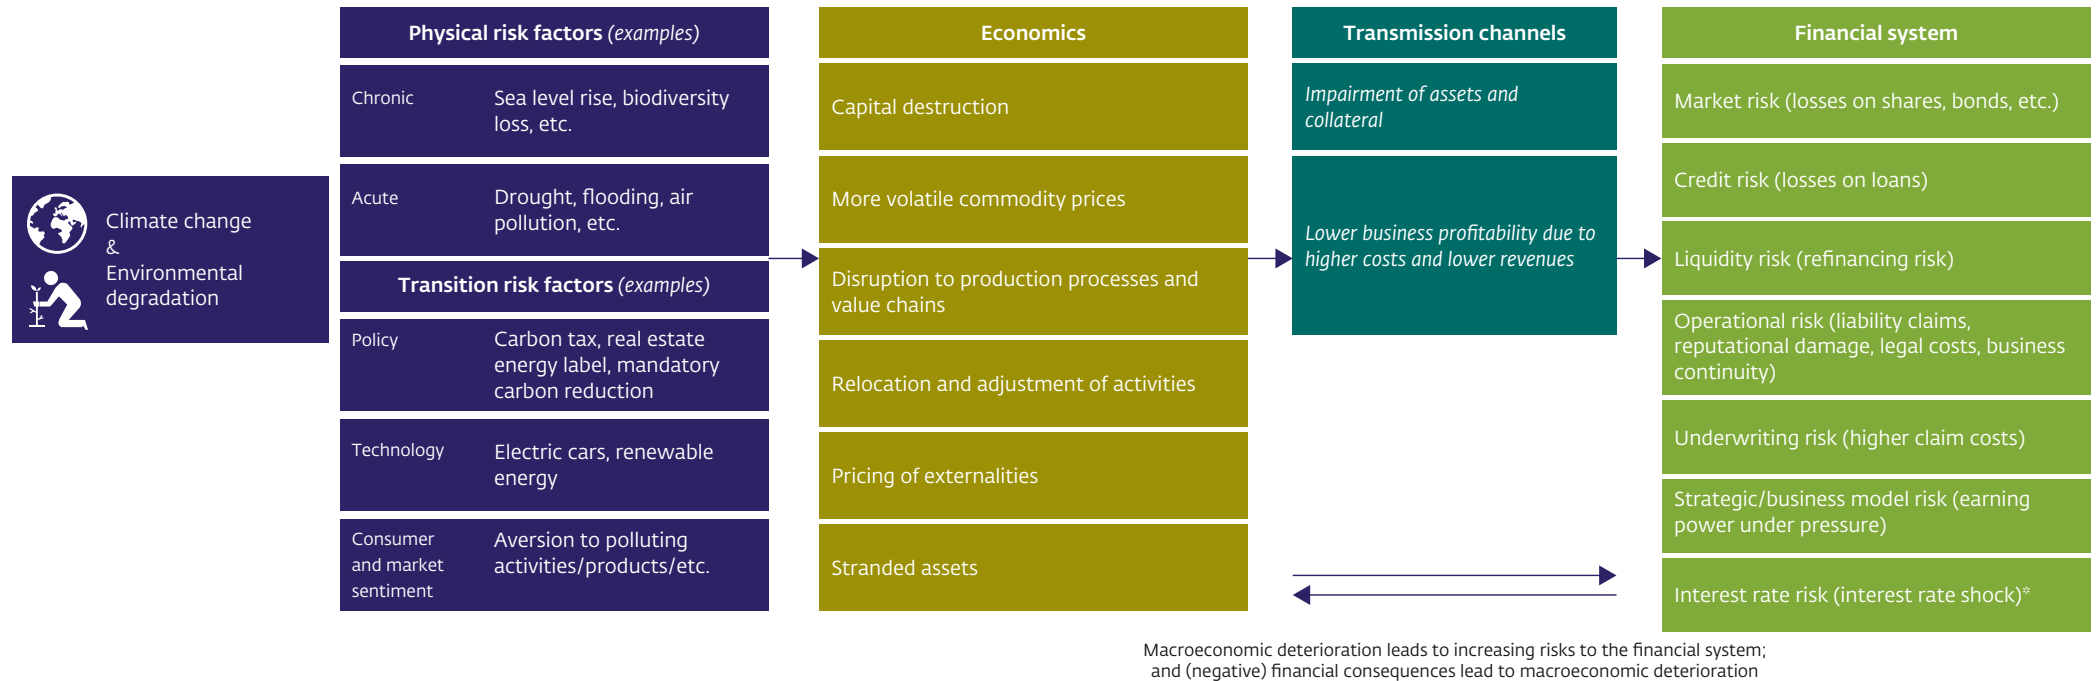 Climate change
&
Environmental
degradation
Physical risk factors (examples)
Chronic
Sea level rise, biodiversity
loss, etc.
Acute
Drought, flooding, air
pollution, etc.
Transition risk factors (examples)
Policy
Carbon tax, real estate
energy label, mandatory
carbon reduction
Technology
Electric cars, renewable
energy
Consumer
and market
sentiment
Aversion to polluting
activities/products/etc.
Economics
Capital destruction
More volatile commodity prices
Disruption to production processes and
value chains
Relocation and adjustment of activities
Pricing of externalities
Stranded assets
Transmission channels
Impairment of assets and
collateral
Lower business profitability due to
higher costs and lower revenues
Financial system
Market risk (losses on shares, bonds, etc.)
Credit risk (losses on loans)
Liquidity risk (refinancing risk)
Operational risk (liability claims,
reputational damage, legal costs, business
continuity)
Underwriting risk (higher claim costs)
Strategic/business model risk (earning
power under pressure)
Interest rate risk (interest rate shock)*
Macroeconomic deterioration leads to increasing risks to the financial system;
and (negative) financial consequences lead to macroeconomic deterioration